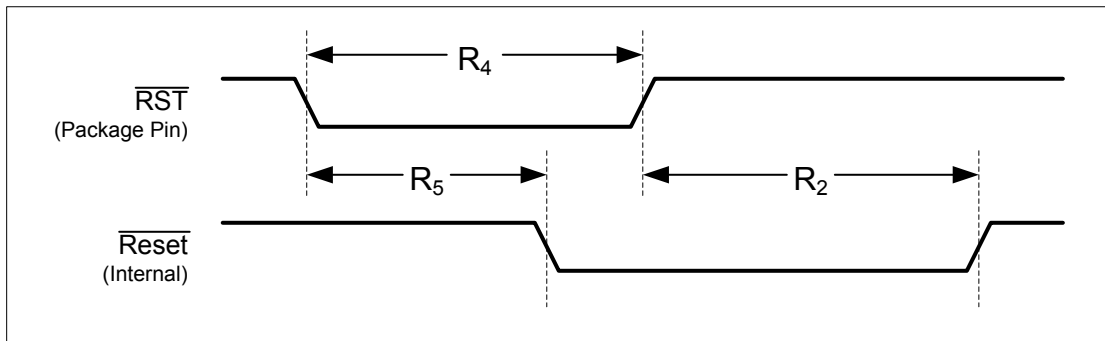 R4
RST
(Package Pin)
R5
R2
Reset
(Internal)